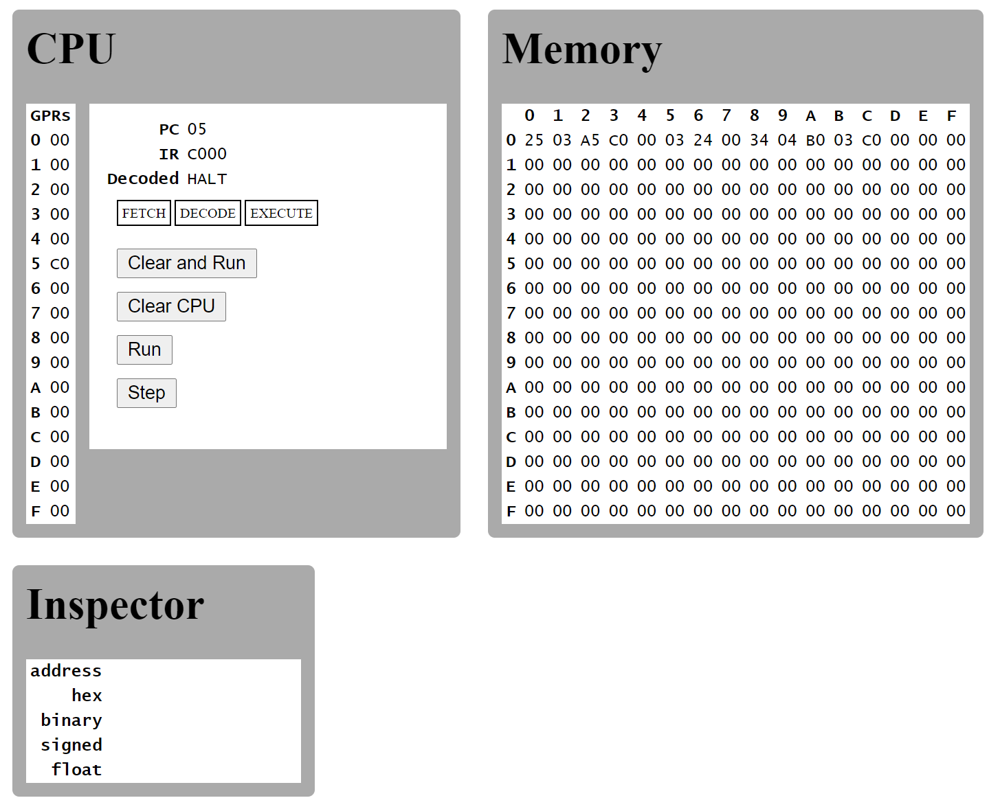 CPU
GPRs
0 00
1 00
2 00
3 00
4 00
5 C0
6 00
7 00
8 00
9 00
A 00
B 00
C 00
D 00
E 00
F 00
PC 05
IR C000
Decoded HALT
FETCH DECODE EXECUTE
Clear and Run
Clear CPU
Run
Step
Memory
0 1 2 3 4 5 6 7 8 9 A B C D E F
0 25 03 A5 C0 00 03 24 00 34 04 B0 03 C0 00 00 00
1 00 00 00 00 00 00 00 00 00 00 00 00 00 00 00 00
2 00 00 00 00 00 00 00 00 00 00 00 00 00 00 00 00
3 00 00 00 00 00 00 00 00 00 00 00 00 00 00 00 00
4 00 00 00 00 00 00 00 00 00 00 00 00 00 00 00 00
5 00 00 00 00 00 00 00 00 00 00 00 00 00 00 00 00
6 00 00 00 00 00 00 00 00 00 00 00 00 00 00 00 00
7 00 00 00 00 00 00 00 00 00 00 00 00 00 00 00 00
8 00 00 00 00 00 00 00 00 00 00 00 00 00 00 00 00
9 00 00 00 00 00 00 00 00 00 00 00 00 00 00 00 00
A 00 00 00 00 00 00 00 00 00 00 00 00 00 00 00 00
B 00 00 00 00 00 00 00 00 00 00 00 00 00 00 00 00
C 00 00 00 00 00 00 00 00 00 00 00 00 00 00 00 00
D 00 00 00 00 00 00 00 00 00 00 00 00 00 00 00 00
E 00 00 00 00 00 00 00 00 00 00 00 00 00 00 00 00
F 00 00 00 00 00 00 00 00 00 00 00 00 00 00 00 00
Inspector
address
hex
binary
signed
float